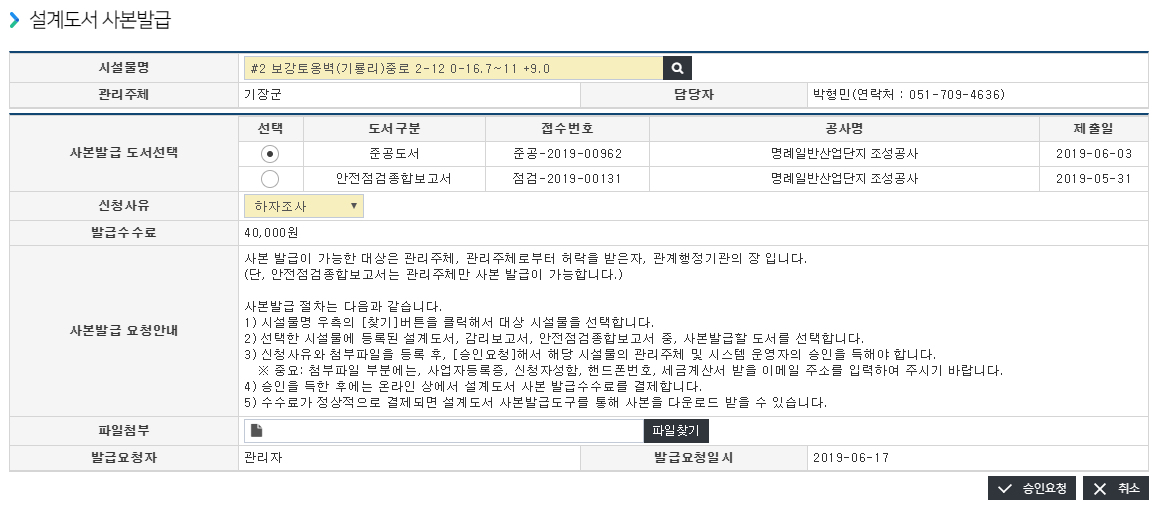 설계도서 사본발급
시설물명 #2 보강토옹벽(기룡리)중로 2-12 0-16.7~11 +9.0
관리주체 기장군 담당자 박형민(연락처 : 051-709-4636)
사본발급 도서선택
선택 도서구분 접수번호 공사명 제출일
준공도서 준공-2019-00962 명례일반산업단지 조성공사 2019-06-03
안전점검종합보고서 점검-2019-00131 명례일반산업단지 조성공사 2019-05-31
신청사유 하자조사
발급수수료 40,000원
사본발급 요청안내
사본 발급이 가능한 대상은 관리주체, 관리주체로부터 허락을 받은자, 관계행정기관의 장 입니다.
(단, 안전점검종합보고서는 관리주체만 사본 발급이 가능합니다.)
사본발급 절차는 다음과 같습니다.
1) 시설물명 우측의 [찾기]버튼을 클릭해서 대상 시설물을 선택합니다.
2) 선택한 시설물에 등록된 설계도서, 감리보고서, 안전점검종합보고서 중, 사본발급할 도서를 선택합니다.
3) 신청사유와 첨부파일을 등록 후, [승인요청]해서 해당 시설물의 관리주체 및 시스템 운영자의 승인을 득해야 합니다.
※ 중요: 첨부파일 부분에는, 사업자등록증, 신청자성함, 핸드폰번호, 세금계산서 받을 이메일 주소를 입력하여 주시기 바랍니다.
4) 승인을 득한 후에는 온라인 상에서 설계도서 사본 발급수수료를 결제합니다.
5) 수수료가 정상적으로 결제되면 설계도서 사본발급도구를 통해 사본을 다운로드 받을 수 있습니다.
파일첨부 파일찾기
발급요청자 관리자 발급요청일시 2019-06-17
승인요청 취소